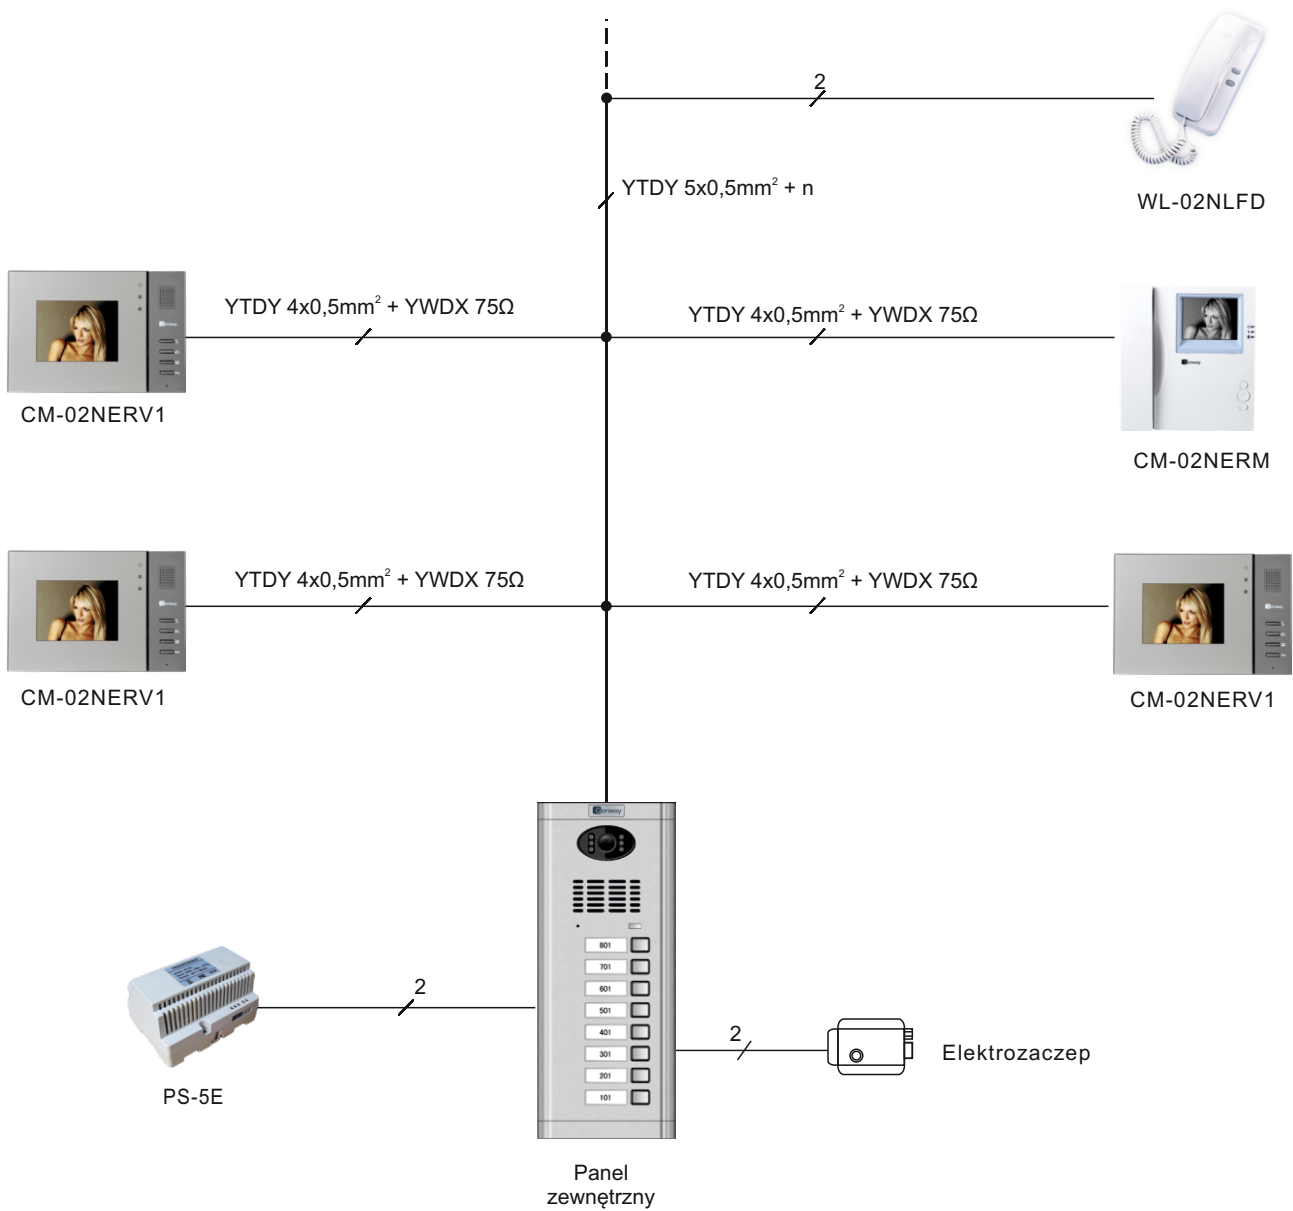 2
YTDY 5x0,5mm² + n
WL-02NLFD
YTDY 4x0,5mm² + YWDX 75Ω
YTDY 4x0,5mm² + YWDX 75Ω
CM-02NERV1
CM-02NERM
YTDY 4x0,5mm² + YWDX 75Ω
YTDY 4x0,5mm² + YWDX 75Ω
CM-02NERV1
CM-02NERV1
801
701
601
501
401
301
201
101
2
2
Elektrozaczep
PS-5E
Panel
zewnętrzny